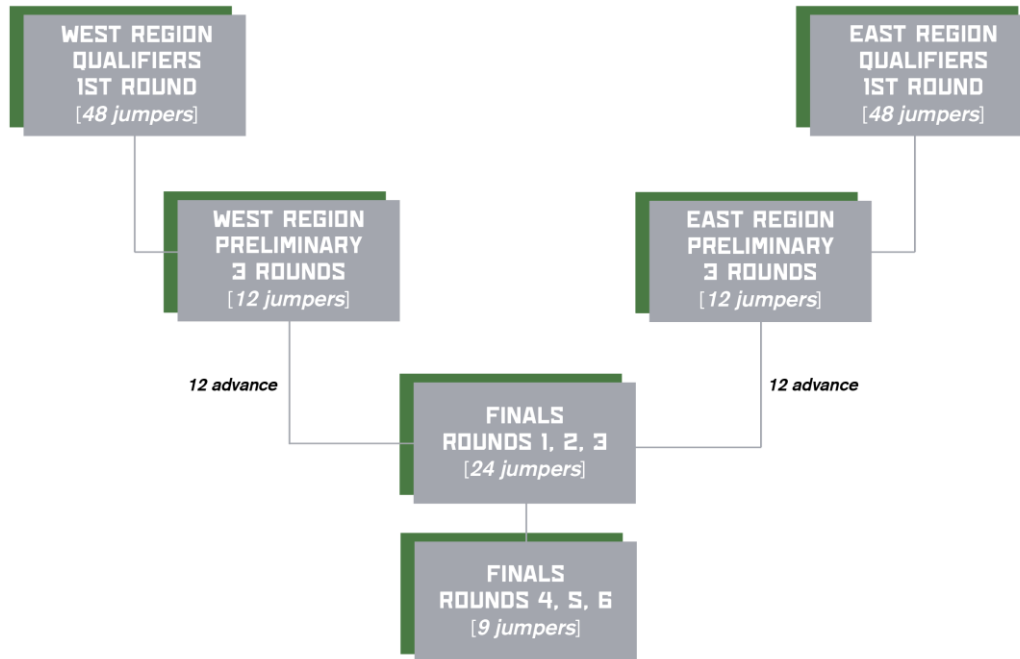 WEST REGION
QUALIFIERS
1ST ROUND
[48 jumpers]
EAST REGION
QUALIFIERS
1ST ROUND
[48 jumpers]
WEST REGION
PRELIMINARY
3 ROUNDS
[12 jumpers]
EAST REGION
PRELIMINARY
3 ROUNDS
[12 jumpers]
12 advance
12 advance
FINALS
ROUNDS 1, 2, 3
[24 jumpers]
FINALS
ROUNDS 4, 5, 6
[9 jumpers]